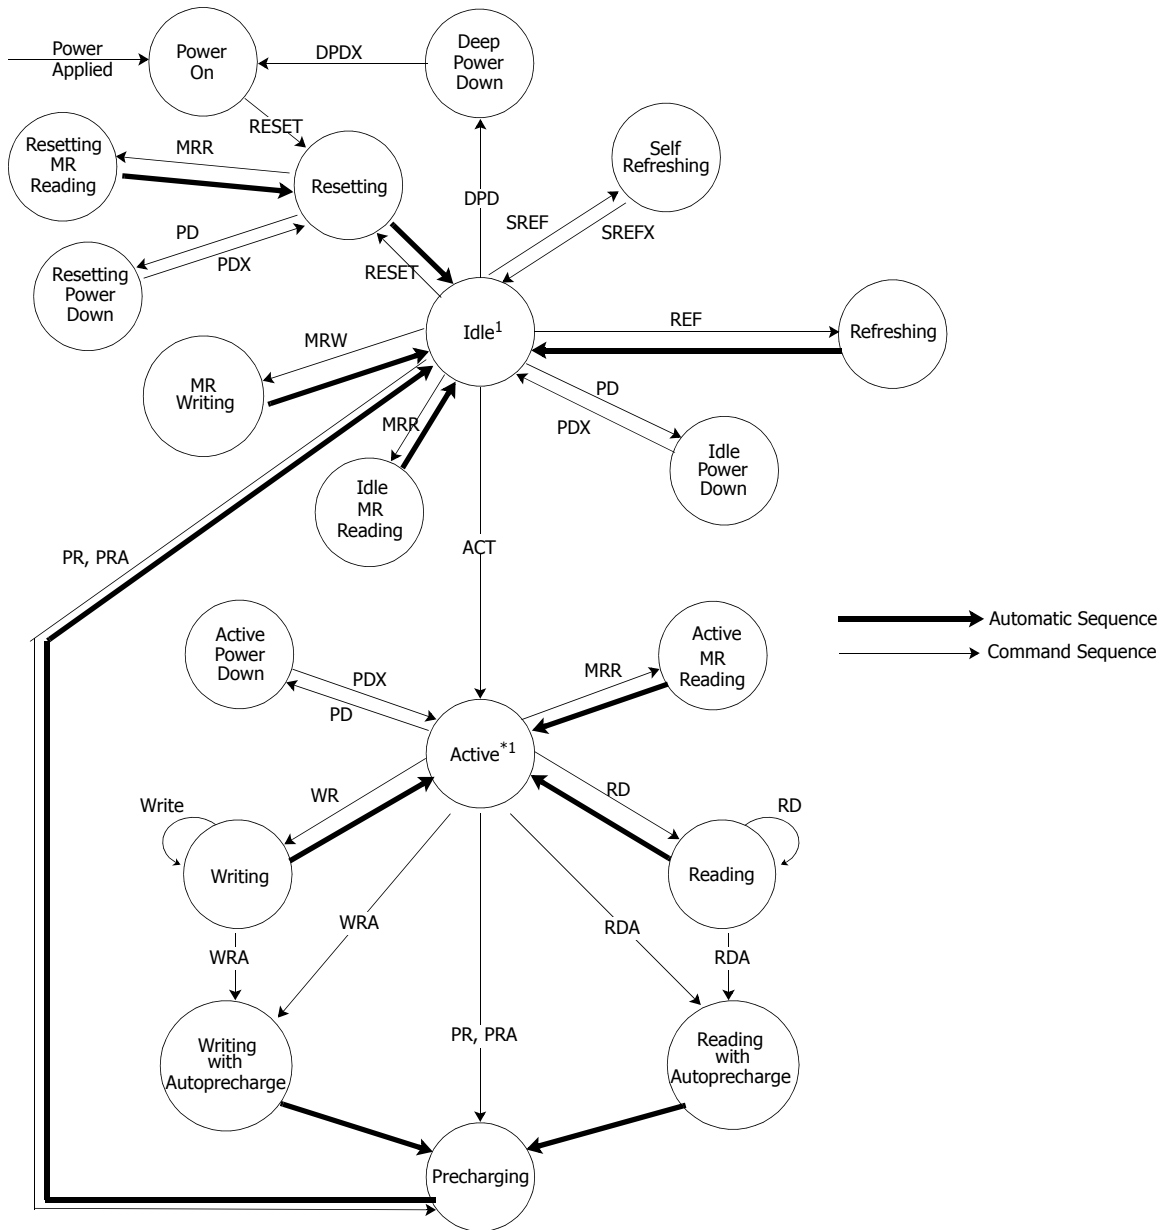 Power
Applied
Power
On
DPDX
Deep
Power
Down
RESET
Resetting
MR
Reading
MRR
Resetting
Self
Refreshing
DPD
SREF
SREFX
PD
PDX
Resetting
Power
Down
RESET
Idle1
REF
Refreshing
MRW
MR
Writing
PD
PDX
MRR
Idle
Power
Down
Idle
MR
Reading
PR, PRA
ACT
Automatic Sequence
Command Sequence
Active
Power
Down
PDX
PD
MRR
Active
MR
Reading
Active*1
WR
RD
Write
RD
Writing
Reading
WRA
WRA
RDA
RDA
Writing
with
Autoprecharge
PR, PRA
Reading
with
Autoprecharge
Precharging